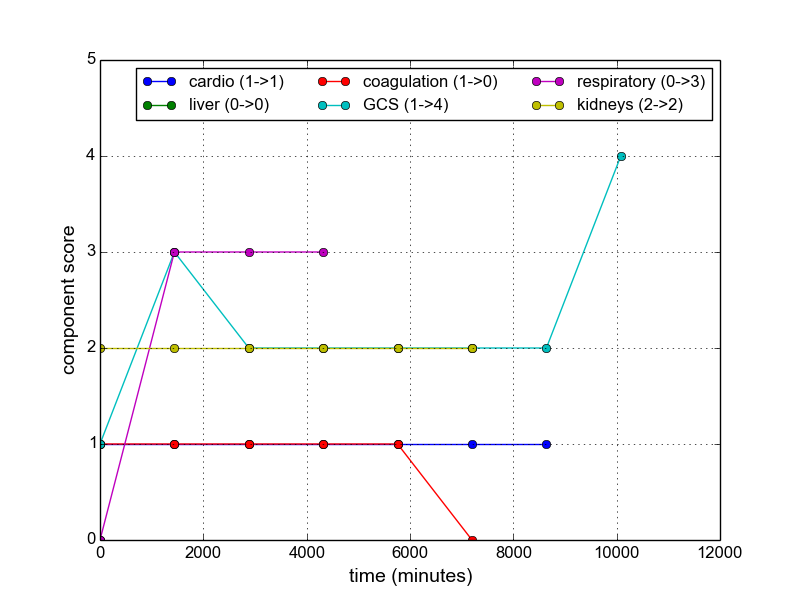 5
cardio (1->1) coagulation (1->0) respiratory (0->3)
liver (0->0) GCS (1->4) kidneys (2->2)
4
3
component score
2
1
0
0 2000 4000 6000 8000 10000 12000
time (minutes)